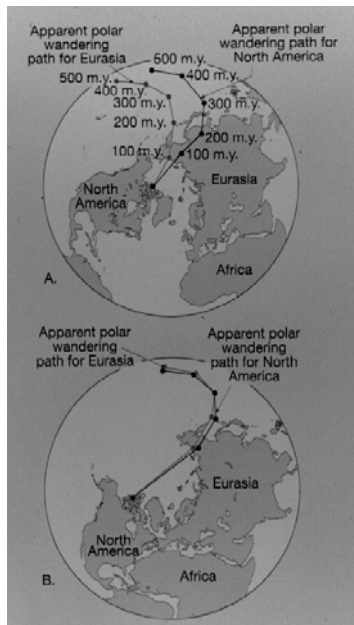 Apparent polar
wandering
path for Eurasia
Apparent polar
wandering path for
North America
500 m.y.
500 m.y.
400 m.y.
400 m.y.
300 m.y.
300 m.y.
200 m.y.
200 m.y.
100 m.y.
100 m.y.
North
America
Eurasia
Africa
A.
Apparent polar
wandering
path for Eurasia
Apparent polar
wandering
path for North
America
Eurasia
North
America
Africa
B.